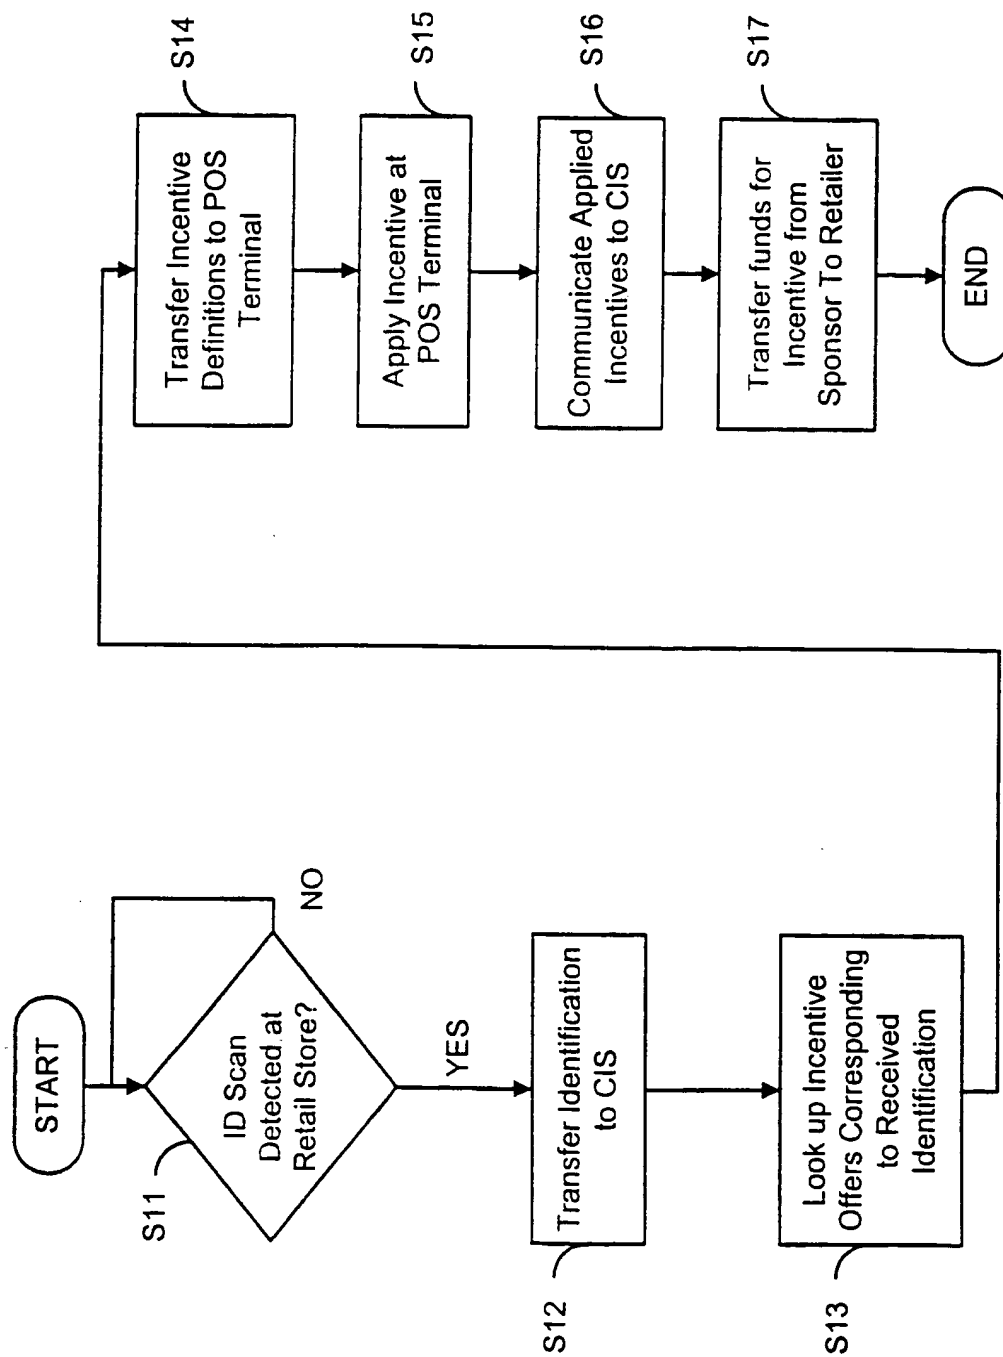 START
S11
ID Scan
Detected at
Retail Store?
NO
YES
S12
Transfer Identification
to CIS
S13
Look up Incentive
Offers Corresponding
to Received
Identification
S14
Transfer Incentive
Definitions to POS
Terminal
S15
Apply Incentive at
POS Terminal
S16
Communicate Applied
Incentives to CIS
S17
Transfer funds for
Incentive from
Sponsor To Retailer
END